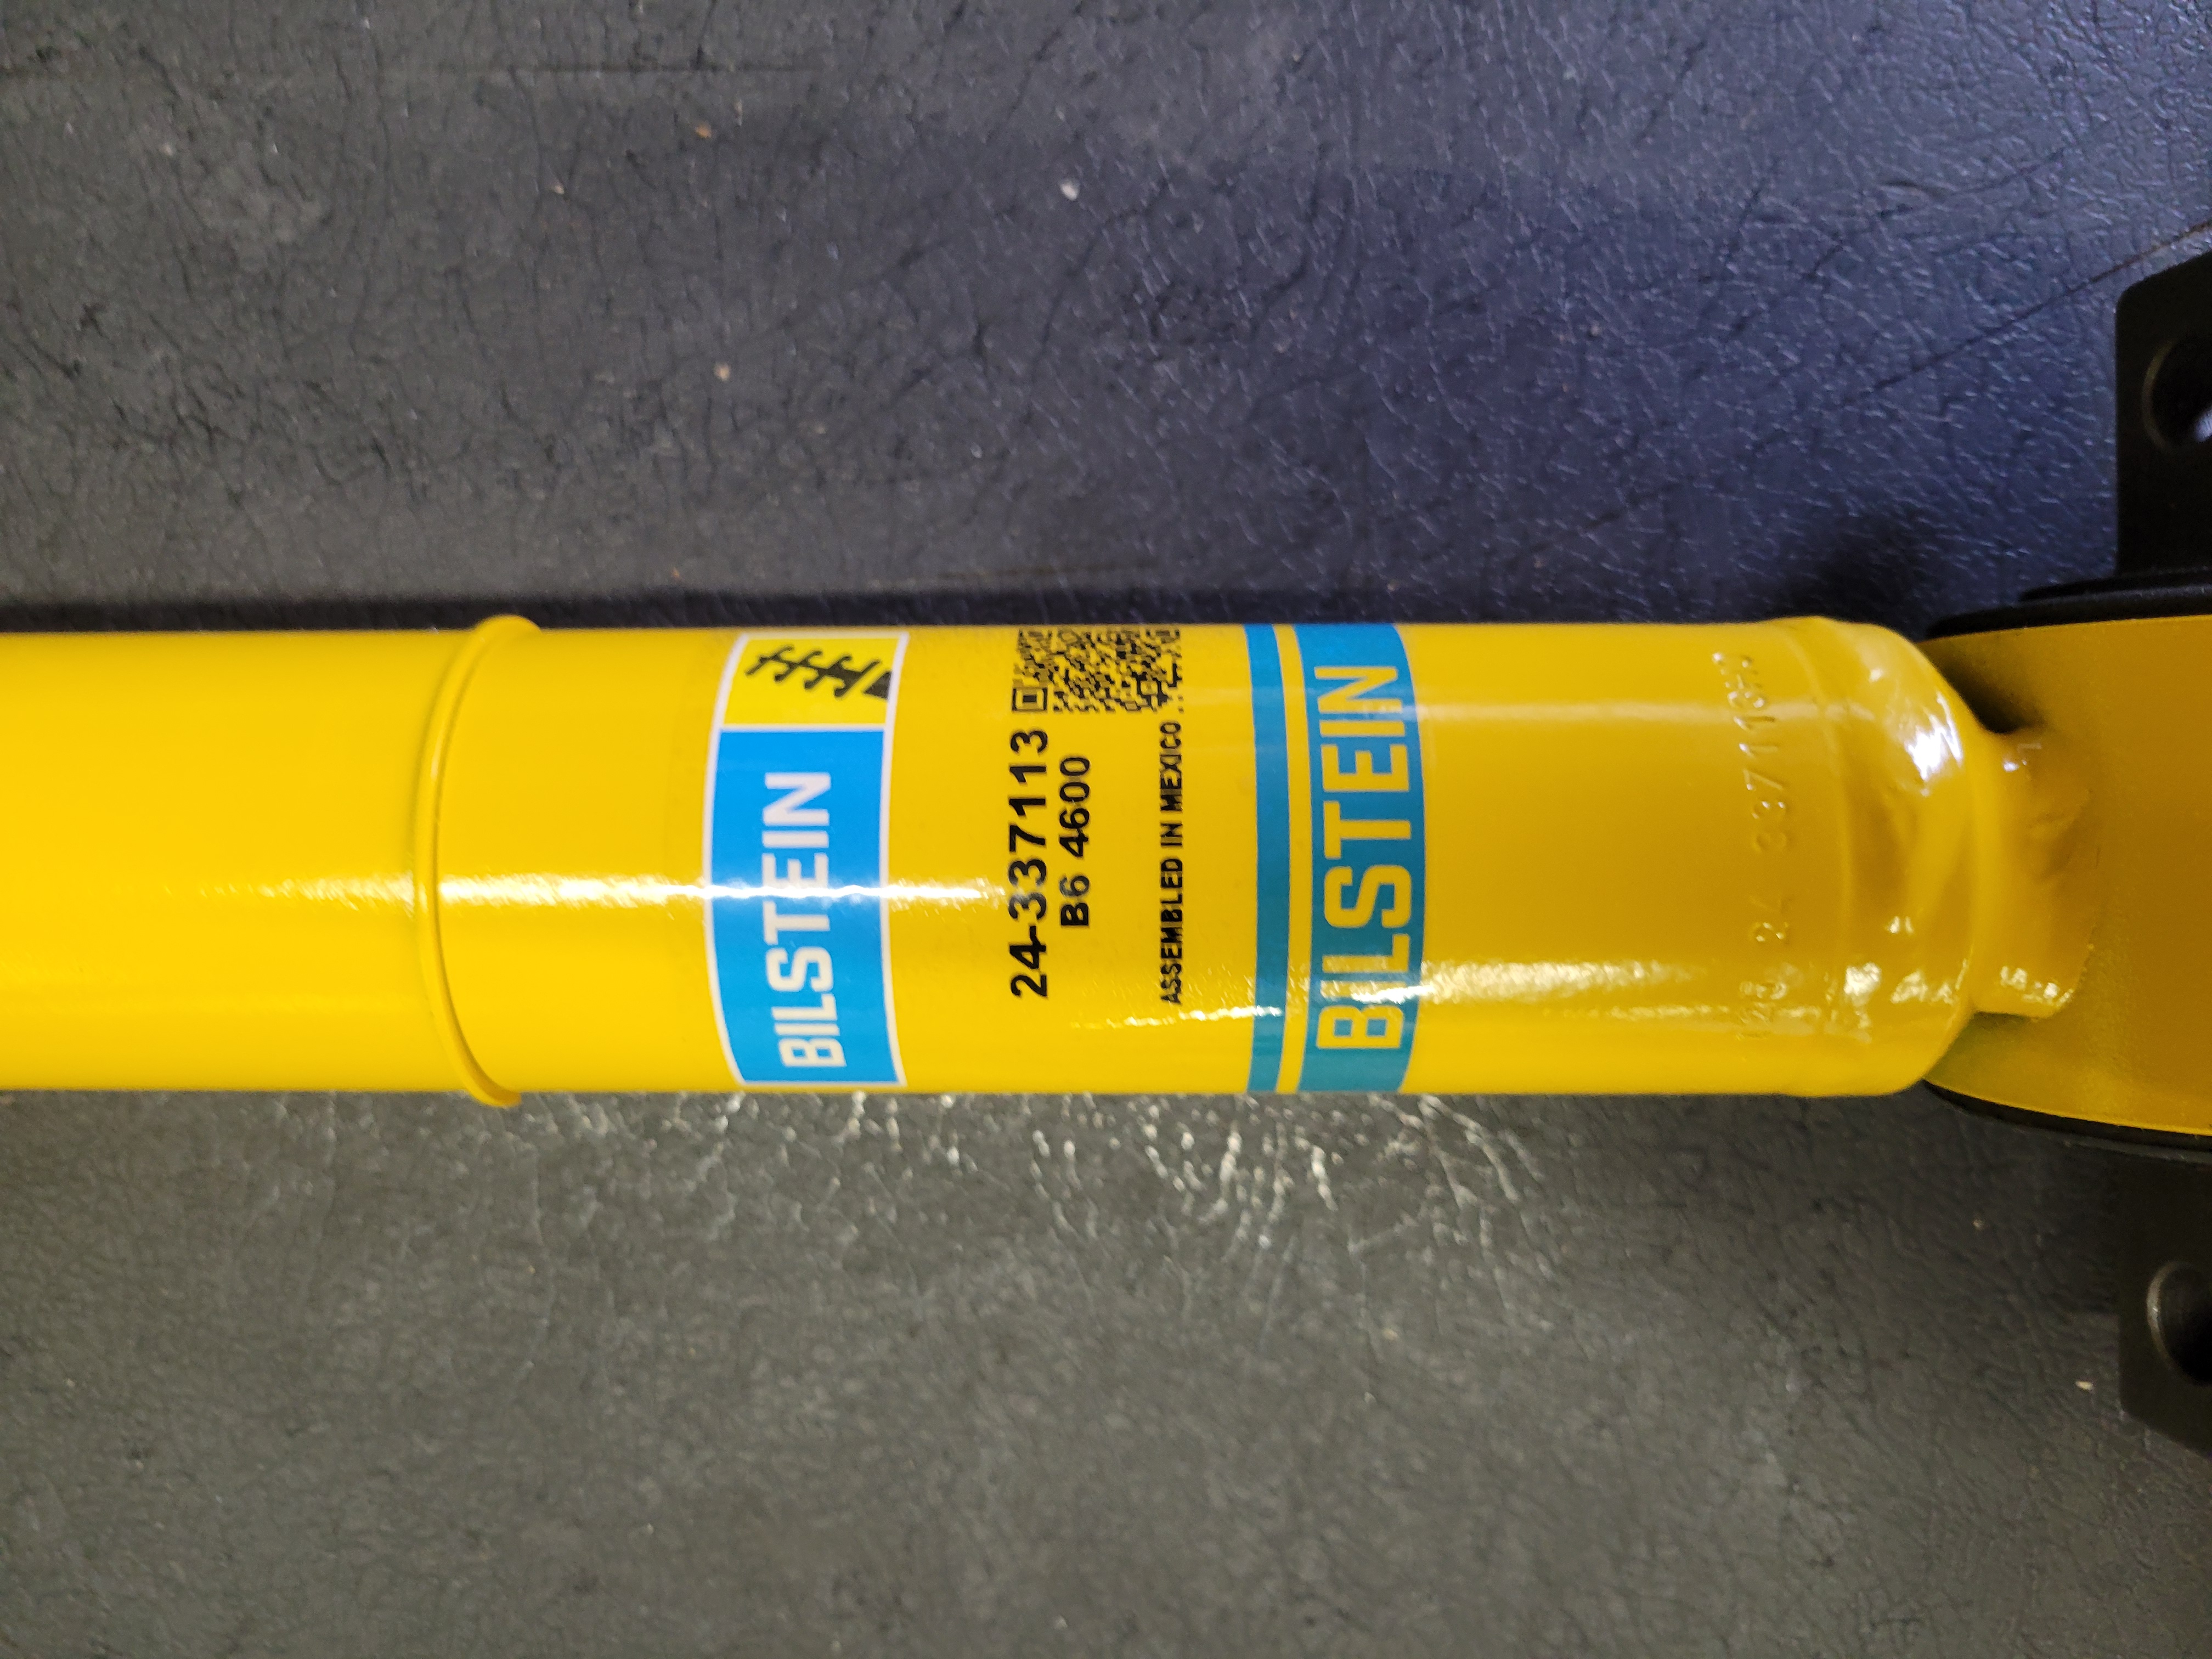 BILSTEIN
24-337113
B6 4600
ASSEMBLED IN MEXICO
BILSTEIN